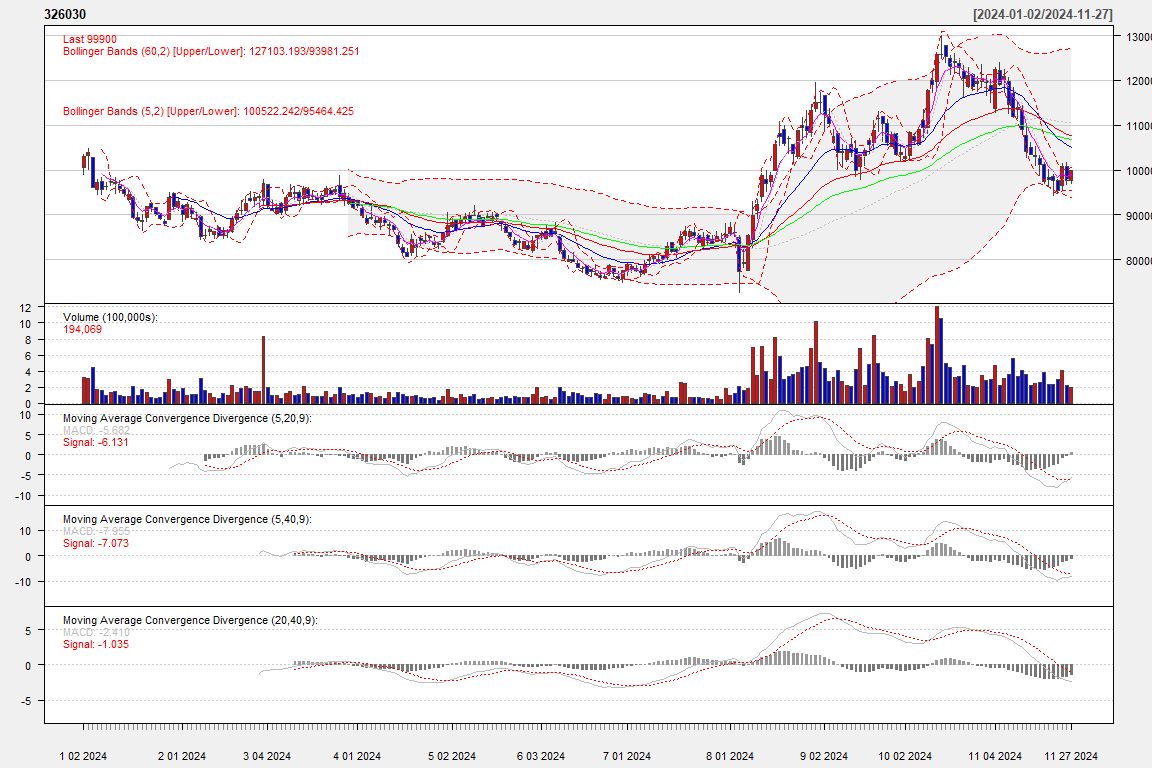 326030 [2024-01-02/2024-11-27]
Last 99900
Bollinger Bands (60,2) [Upper/Lower]: 127103.193/93981.251
Bollinger Bands (5,2) [Upper/Lower]: 100522.242/95464.425
13000
12000
11000
10000
90000
80000
Volume (100,000s):
194,069
12
10
8
6
4
2
0
Moving Average Convergence Divergence (5,20,9):
MACD: -5.682
Signal: -6.131
10
5
0
-5
-10
Moving Average Convergence Divergence (5,40,9):
MACD: -7.955
Signal: -7.073
10
0
-10
Moving Average Convergence Divergence (20,40,9):
MACD: -2.410
Signal: -1.035
5
0
-5
1 02 2024 2 01 2024 3 04 2024 4 01 2024 5 02 2024 6 03 2024 7 01 2024 8 01 2024 9 02 2024 10 02 2024 11 04 2024 11 27 2024